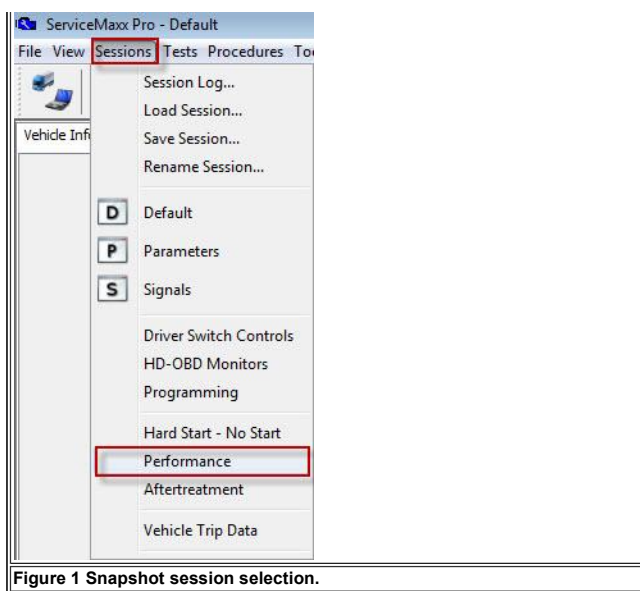 ServiceMaxx Pro - Default
File View Sessions Tests Procedures To
Session Log...
Load Session...
Vehicle Inf
Save Session...
Rename Session...
D Default
P Parameters
S Signals
Driver Switch Controls
HD-OBD Monitors
Programming
Hard Start - No Start
Performance
Aftertreatment
Vehicle Trip Data
Figure 1 Snapshot session selection.